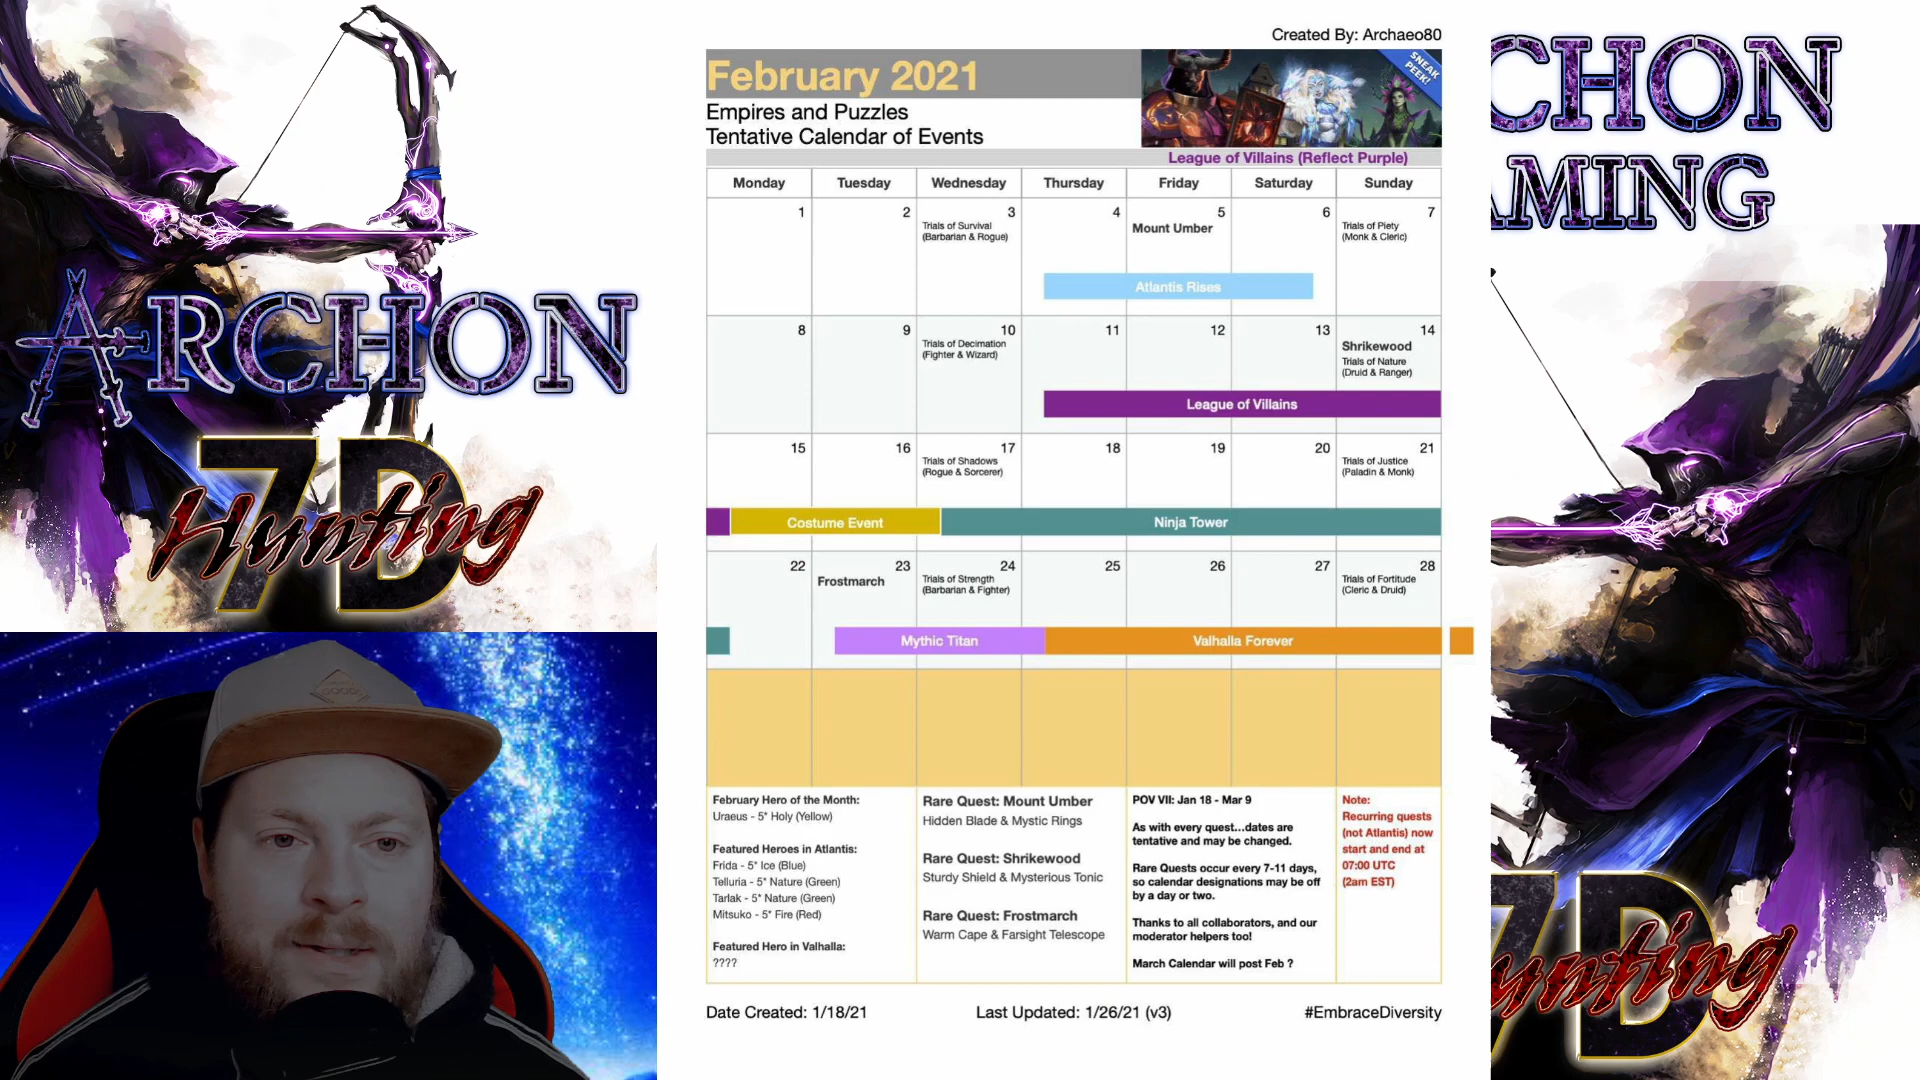 ARCHON
7D
Hunting
GOODS
Created By: Archaeo80
February 2021
SNEAK
PEEK!
Empires and Puzzles
Tentative Calendar of Events
League of Villains (Reflect Purple)
Monday Tuesday Wednesday Thursday Friday Saturday Sunday
1 2 3 4 5 6 7
Trials of Survival
(Barbarian & Rogue)
Mount Umber
Trials of Piety
(Monk & Cleric)
Atlantis Rises
8 9 10 11 12 13 14
Trials of Decimation
(Fighter & Wizard)
Shrikewood
Trials of Nature
(Druid & Ranger)
League of Villains
15 16 17 18 19 20 21
Trials of Shadows
(Rogue & Sorcerer)
Trials of Justice
(Paladin & Monk)
Costume Event Ninja Tower
22 23 24 25 26 27 28
Frostmarch
Trials of Strength
(Barbarian & Fighter)
Trials of Fortitude
(Cleric & Druid)
Mythic Titan Valhalla Forever
February Hero of the Month:
Uraeus - 5* Holy (Yellow)
Featured Heroes in Atlantis:
Frida - 5* Ice (Blue)
Telluria - 5* Nature (Green)
Tarlak - 5* Nature (Green)
Mitsuko - 5* Fire (Red)
Featured Hero in Valhalla:
????
Rare Quest: Mount Umber
Hidden Blade & Mystic Rings
Rare Quest: Shrikewood
Sturdy Shield & Mysterious Tonic
Rare Quest: Frostmarch
Warm Cape & Farsight Telescope
POV VII: Jan 18 - Mar 9
As with every quest...dates are
tentative and may be changed.
Rare Quests occur every 7-11 days,
so calendar designations may be off
by a day or two.
Thanks to all collaborators, and our
moderator helpers too!
March Calendar will post Feb ?
Note:
Recurring quests
(not Atlantis) now
start and end at
07:00 UTC
(2am EST)
Date Created: 1/18/21 Last Updated: 1/26/21 (v3) #EmbraceDiversity
CHON
AMING
7D
unting